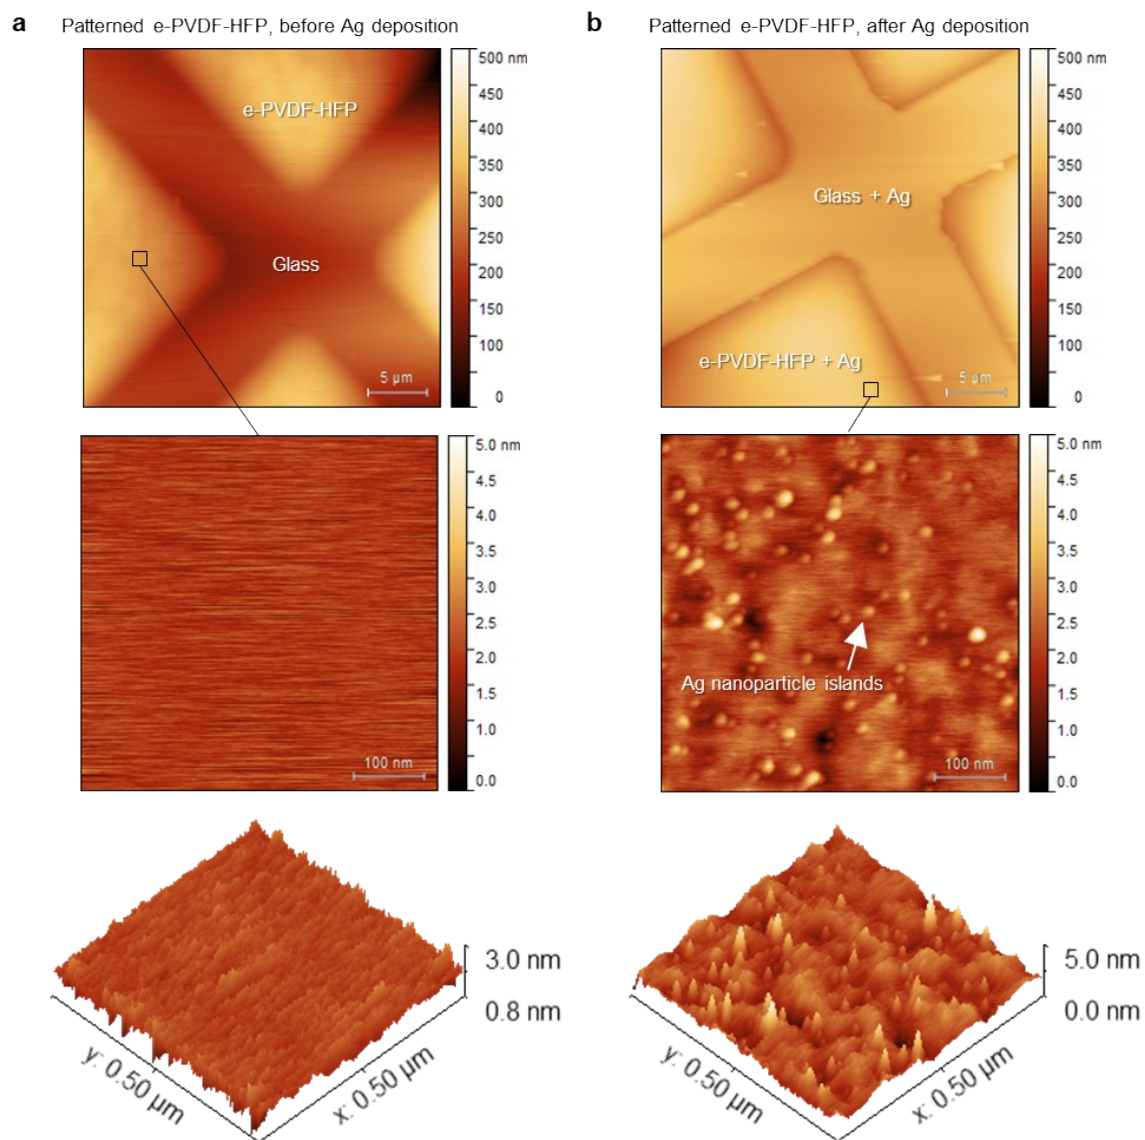 a
Patterned e-PVDF-HFP, before Ag deposition
e-PVDF-HFP
Glass
5 µm
500 nm
450
400
350
300
250
200
150
100
0
b
Patterned e-PVDF-HFP, after Ag deposition
Glass + Ag
e-PVDF-HFP + Ag
5 µm
500 nm
450
400
350
300
250
200
150
100
0
100 nm
5.0 nm
4.5
4.0
3.5
3.0
2.5
2.0
1.5
1.0
0.0
Ag nanoparticle islands
100 nm
5.0 nm
4.5
4.0
3.5
3.0
2.5
2.0
1.5
1.0
0.0
3.0 nm
0.8 nm
y: 0.50 µm
x: 0.50 µm
5.0 nm
0.0 nm
y: 0.50 µm
x: 0.50 µm